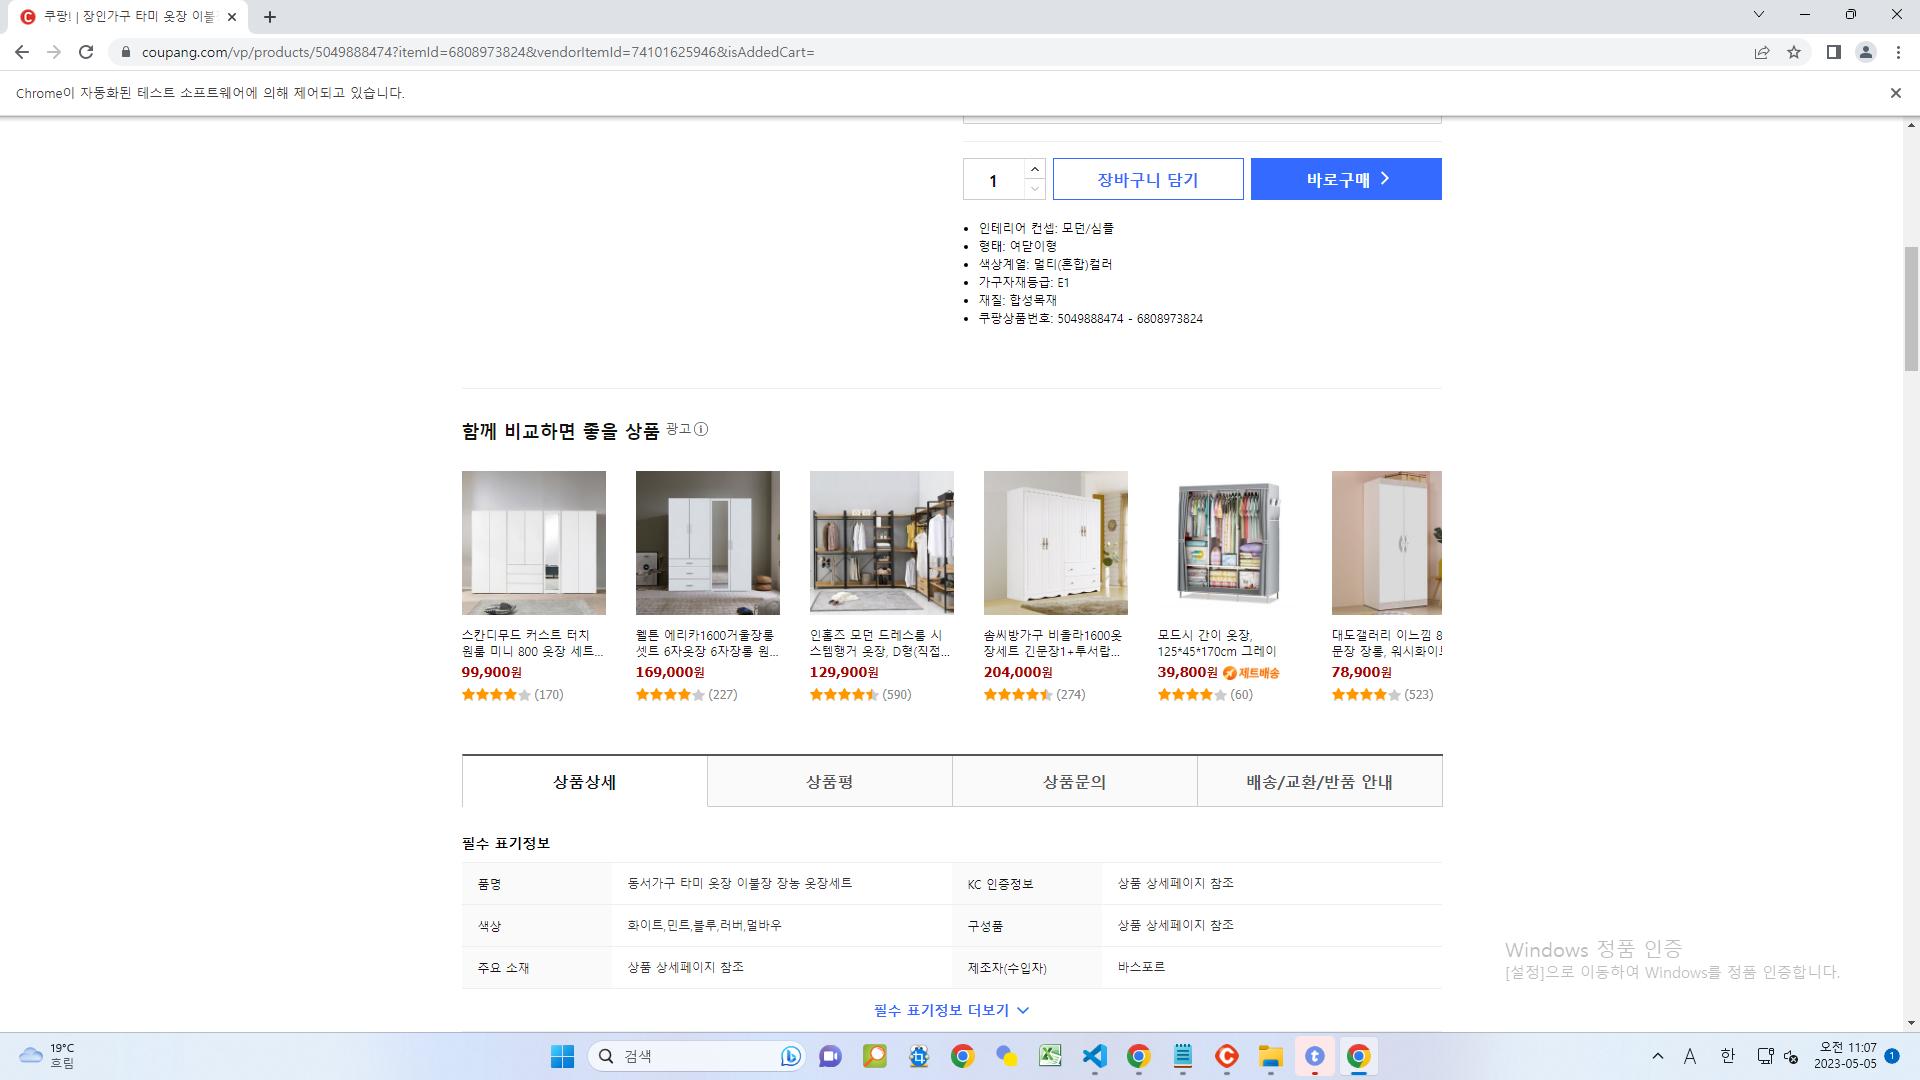 쿠팡! | 장인가구 타미 옷장 이불
coupang.com/vp/products/5049888474?itemId=6808973824&vendorItemId=74101625946&isAddedCart=
Chrome이 자동화된 테스트 소프트웨어에 의해 제어되고 있습니다.
1
장바구니 담기
바로구매
인테리어 컨셉: 모던/심플
형태: 여닫이형
색상계열: 멀티(혼합)컬러
가구자재등급: E1
재질: 합성목재
쿠팡상품번호: 5049888474 - 6808973824
함께 비교하면 좋을 상품 광고
스칸디무드 커스트 터치
원룸 미니 800 옷장 세트...
99,900원
(170)
웰튼 에리카1600거울장롱
셋트 6자옷장 6자장롱 원...
169,000원
(227)
인홈즈 모던 드레스룸 시
스템행거 옷장, D형(직접...
129,900원
(590)
솜씨방가구 비올라1600옷
장세트 긴문장1+투서랍...
204,000원
(274)
모드시 간이 옷장,
125*45*170cm 그레이
39,800원 제트배송
(60)
대도갤러리 이느낌 8
문장 장롱, 워시화이트
78,900원
(523)
상품상세
상품평
상품문의
배송/교환/반품 안내
필수 표기정보
품명 동서가구 타미 옷장 이불장 장농 옷장세트 KC 인증정보 상품 상세페이지 참조
색상 화이트,민트,블루,러버,멀바우 구성품 상품 상세페이지 참조
주요 소재 상품 상세페이지 참조 제조자(수입자) 바스포르
필수 표기정보 더보기
Windows 정품 인증
[설정]으로 이동하여 Windows를 정품 인증합니다.
19°C
흐림
검색
A
한
오전 11:07
2023-05-05
1